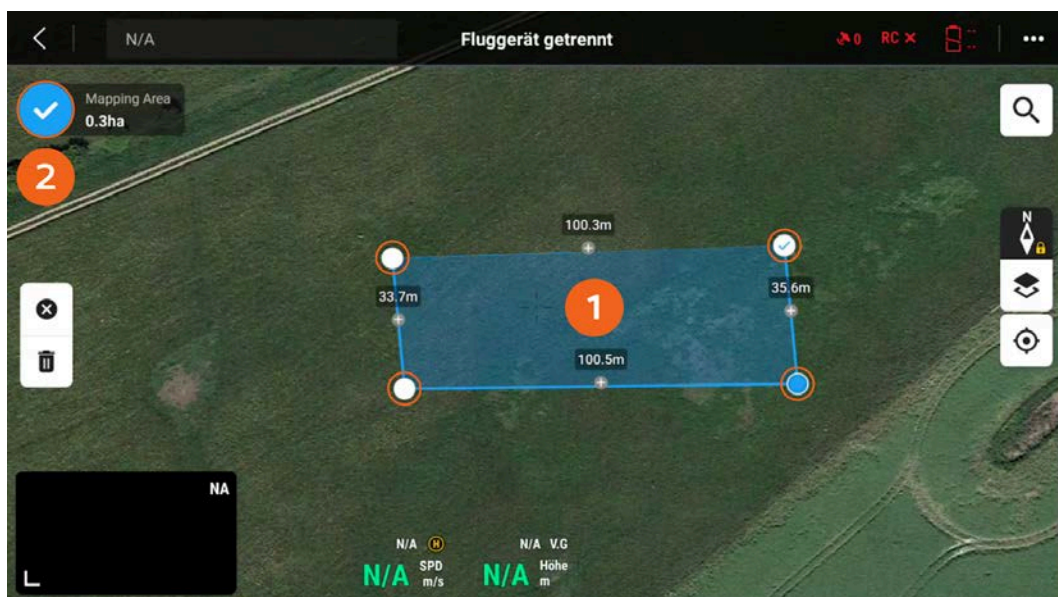 N/A
Fluggerät getrennt
0
RC ×
--
--
Mapping Area
0.3ha
2
100.3m
33.7m
35.6m
1
100.5m
N
NA
N/A H
N/A V.G
N/A SPD m/s
N/A Höhe m